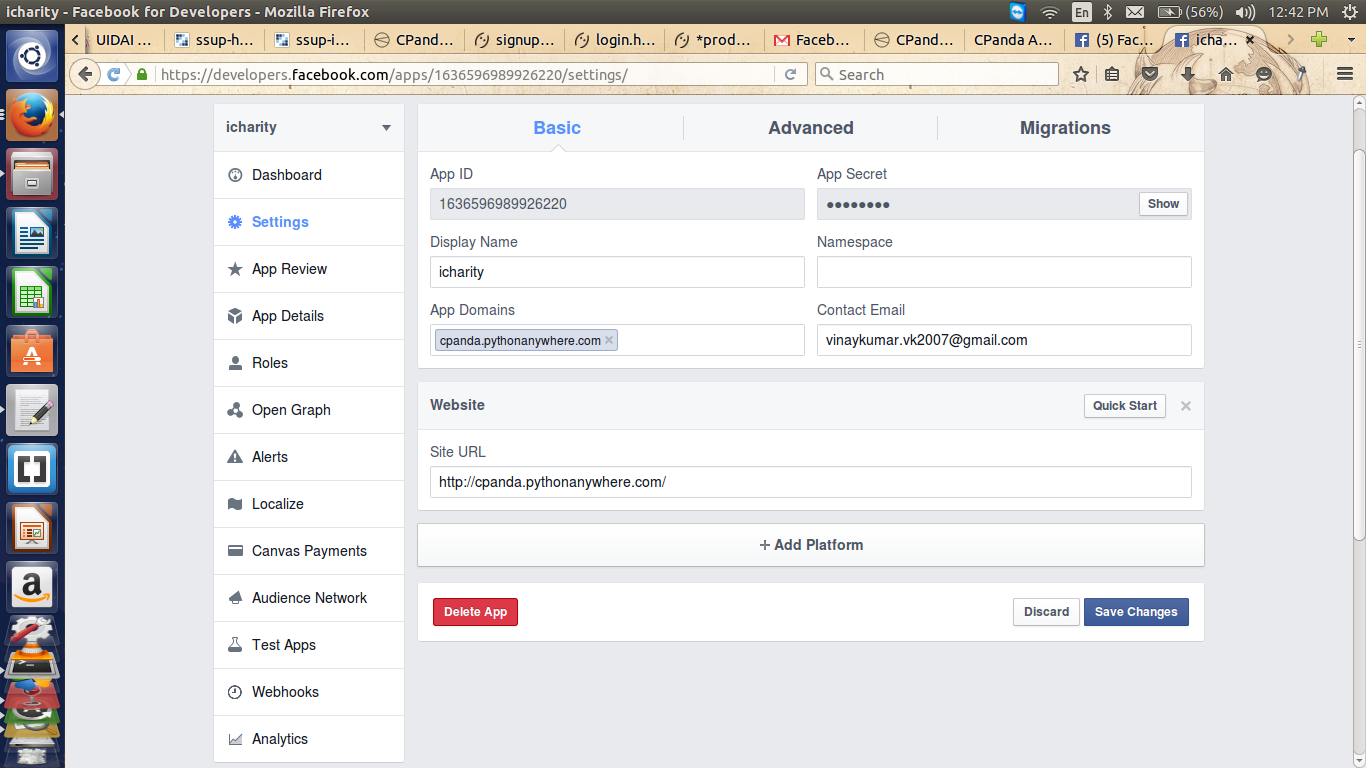 icharity - Facebook for Developers - Mozilla Firefox
En
(56%)
12:42 PM
UIDAI ...
ssup-h...
ssup-i...
CPand...
signup...
login.h...
*prod...
Faceb...
CPand...
CPanda A...
(5) Fac...
icha...
https://developers.facebook.com/apps/1636596989926220/settings/
Search
icharity
Dashboard
Settings
App Review
App Details
Roles
Open Graph
Alerts
Localize
Canvas Payments
Audience Network
Test Apps
Webhooks
Analytics
Basic
Advanced
Migrations
App ID
App Secret
1636596989926220
●●●●●●●●
Show
Display Name
Namespace
icharity
App Domains
Contact Email
cpanda.pythonanywhere.com
vinaykumar.vk2007@gmail.com
Website
Quick Start
Site URL
http://cpanda.pythonanywhere.com/
+ Add Platform
Delete App
Discard
Save Changes